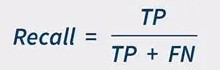 Recall = TP / TP + FN